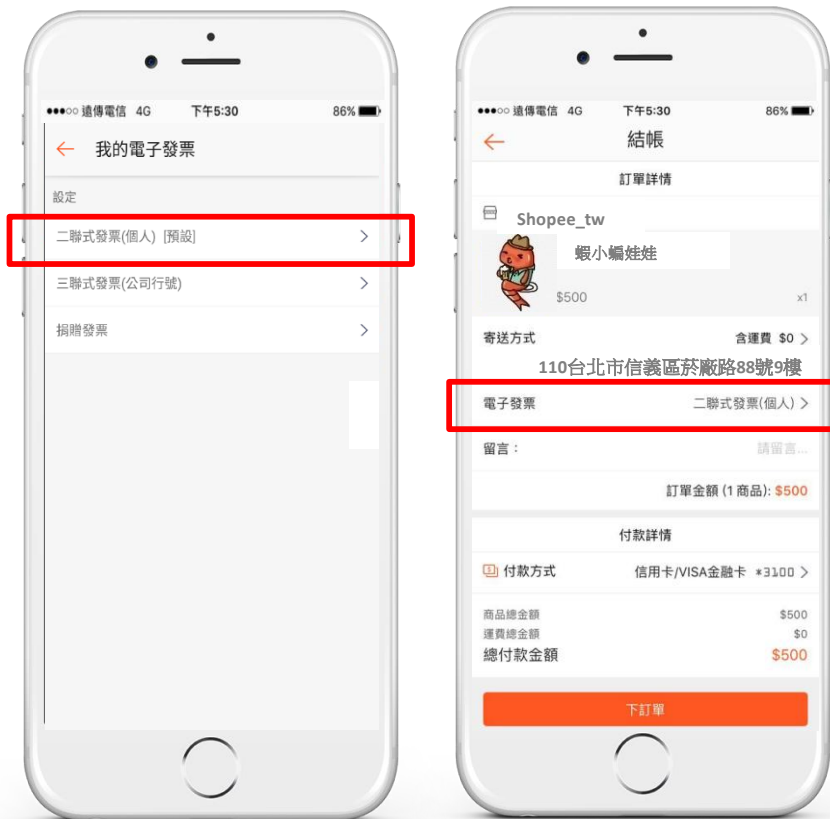 遠傳電信 4G 下午5:30 86%
我的電子發票
設定
二聯式發票(個人) [預設]
三聯式發票(公司行號)
捐贈發票
遠傳電信 4G 下午5:30 86%
結帳
訂單詳情
Shopee_tw
蝦小蝙娃娃
$500 x1
寄送方式 含運費 $0
110台北市信義區菸廠路88號9樓
電子發票 二聯式發票(個人)
留言： 請留言...
訂單金額 (1 商品): $500
付款詳情
付款方式 信用卡/VISA金融卡 *3100
商品總金額 $500
運費總金額 $0
總付款金額 $500
下訂單